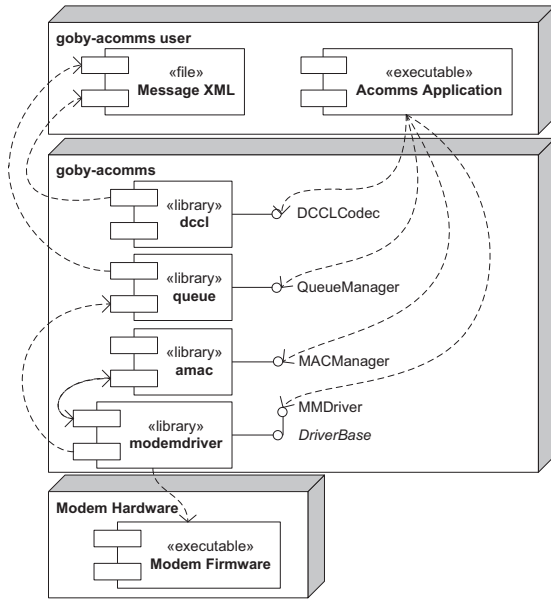 goby-acomms user
«file»
Message XML
«executable»
Acomms Application
goby-acomms
«library»
dccl
DCCLCodec
«library»
queue
QueueManager
«library»
amac
MACManager
«library»
modemdriver
MMDriver
DriverBase
Modem Hardware
«executable»
Modem Firmware